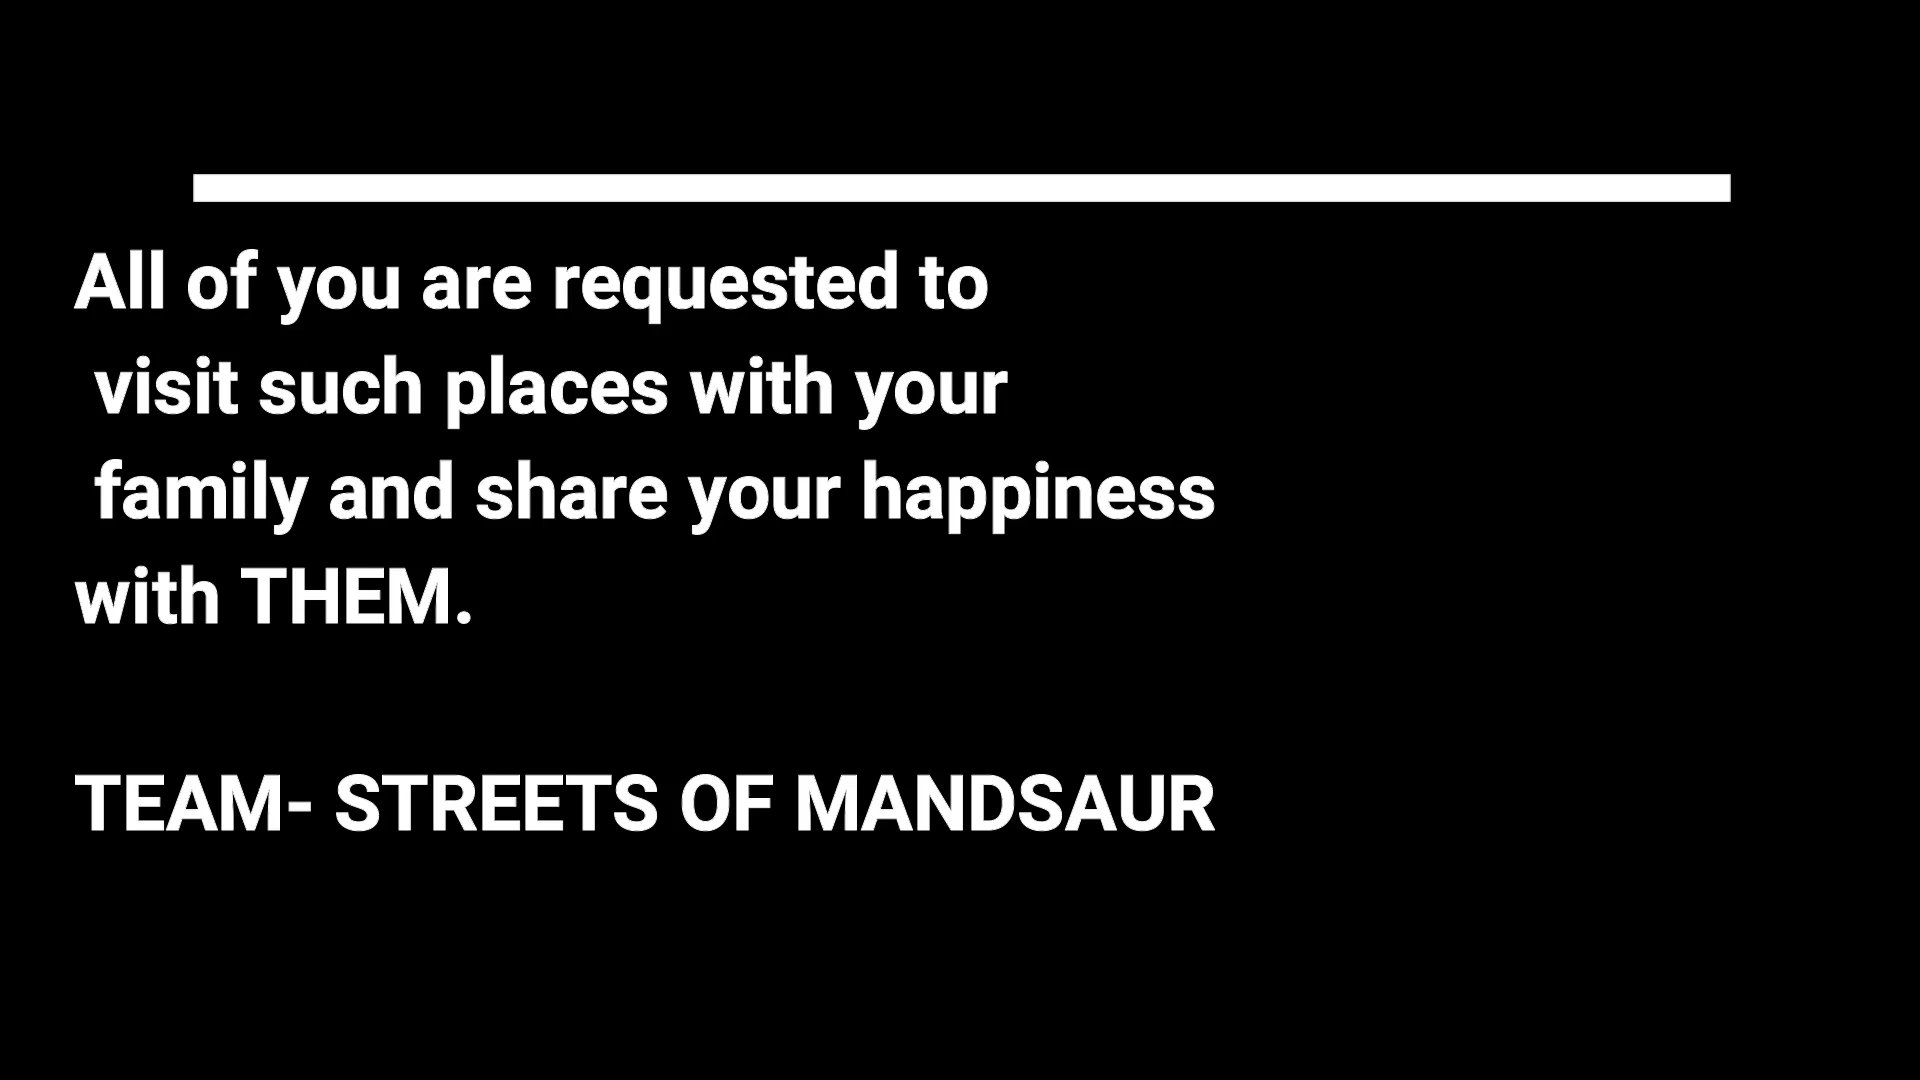 All of you are requested to
visit such places with your
family and share your happiness
with THEM.
TEAM- STREETS OF MANDSAUR